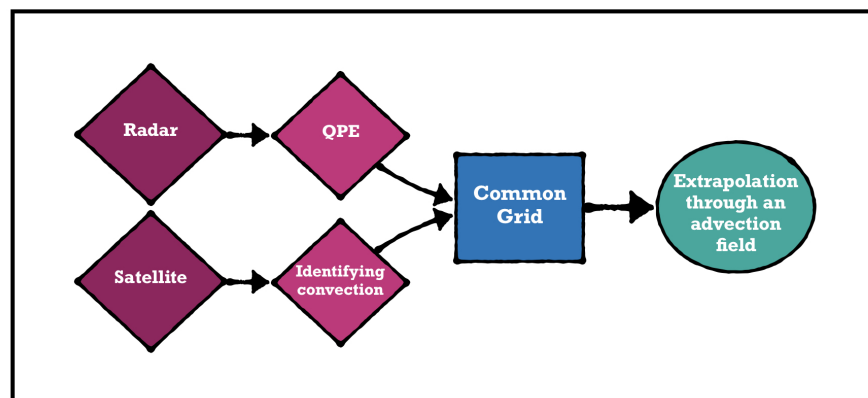 Radar
QPE
Satellite
Identifying
convection
Common
Grid
Extrapolation
through an
advection
field